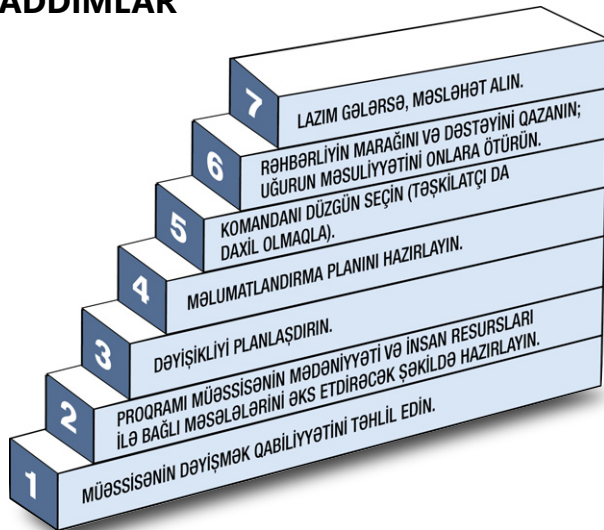 ADDIMLAR
7
LAZIM GƏLƏRSƏ, MƏSLƏHƏT ALIN.
6
RƏHBƏRLİYİN MARAĞINI VƏ DƏSTƏYİNİ QAZANIN;
UĞURUN MƏSULİYYƏTİNİ ONLARA ÖTÜRÜN.
5
KOMANDANI DÜZGÜN SEÇİN (TƏŞKİLATÇI DA
DAXİL OLMAQLA).
4
MƏLUMATLANDIRMA PLANINI HAZIRLAYIN.
3
DƏYİŞİKLİYİ PLANLAŞDIRIN.
2
PROQRAMI MÜƏSSİSƏNİN MƏDƏNİYYƏTİ VƏ İNSAN RESURSLARI
İLƏ BAĞLI MƏSƏLƏLƏRİNİ ƏKS ETDİRƏCƏK ŞƏKİLDƏ HAZIRLAYIN.
1
MÜƏSSİSƏNİN DƏYİŞMƏK QABİLİYYƏTİNİ TƏHLİL EDİN.